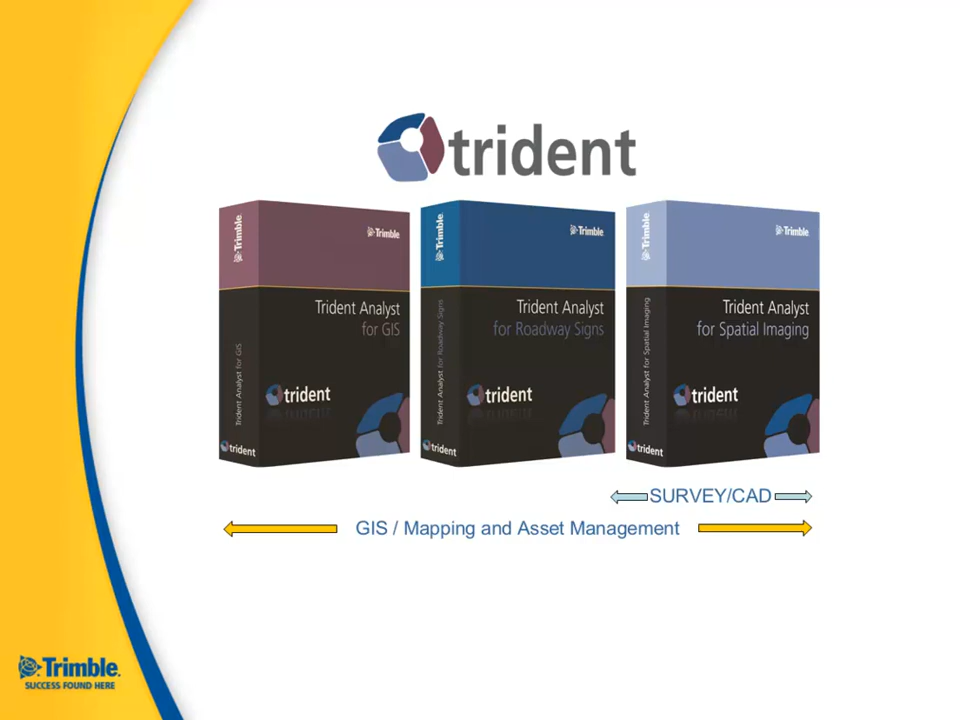 trident
Trimble
Trimble
Trident Analyst
for GIS
Trident Analyst for GIS
trident
trident
Trimble
Trimble
Trident Analyst
for Roadway Signs
Trident Analyst for Roadway Signs
trident
trident
Trimble
Trimble
Trident Analyst
for Spatial Imaging
Trident Analyst for Spatial Imaging
trident
trident
SURVEY/CAD
GIS / Mapping and Asset Management
Trimble.
SUCCESS FOUND HERE